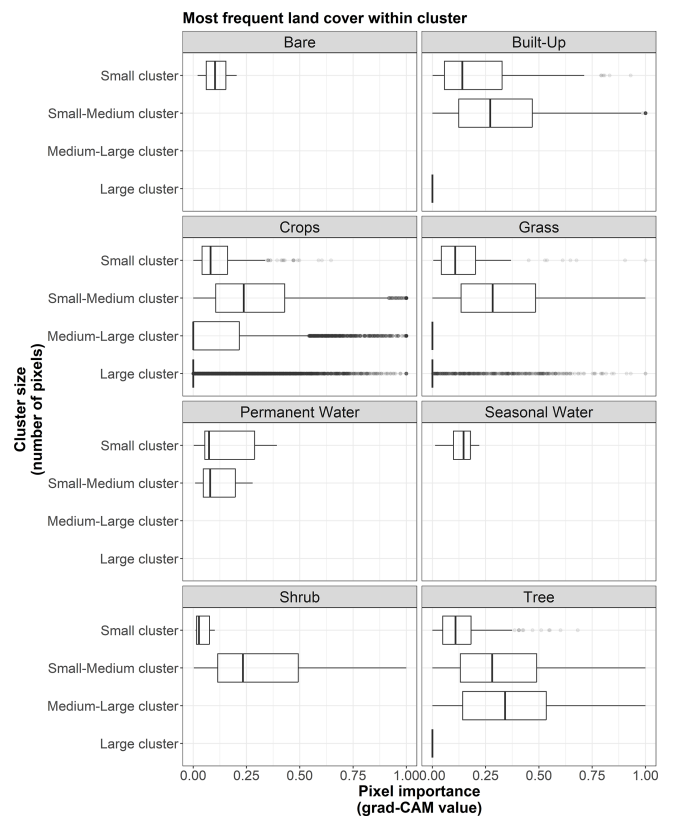 Most frequent land cover within cluster
Bare
Built-Up
Small cluster
Small-Medium cluster
Medium-Large cluster
Large cluster
Crops
Grass
Small cluster
Small-Medium cluster
Medium-Large cluster
Large cluster
Cluster size
(number of pixels)
Permanent Water
Seasonal Water
Small cluster
Small-Medium cluster
Medium-Large cluster
Large cluster
Shrub
Tree
Small cluster
Small-Medium cluster
Medium-Large cluster
Large cluster
0.00 0.25 0.50 0.75 1.00 0.00 0.25 0.50 0.75 1.00
Pixel importance
(grad-CAM value)